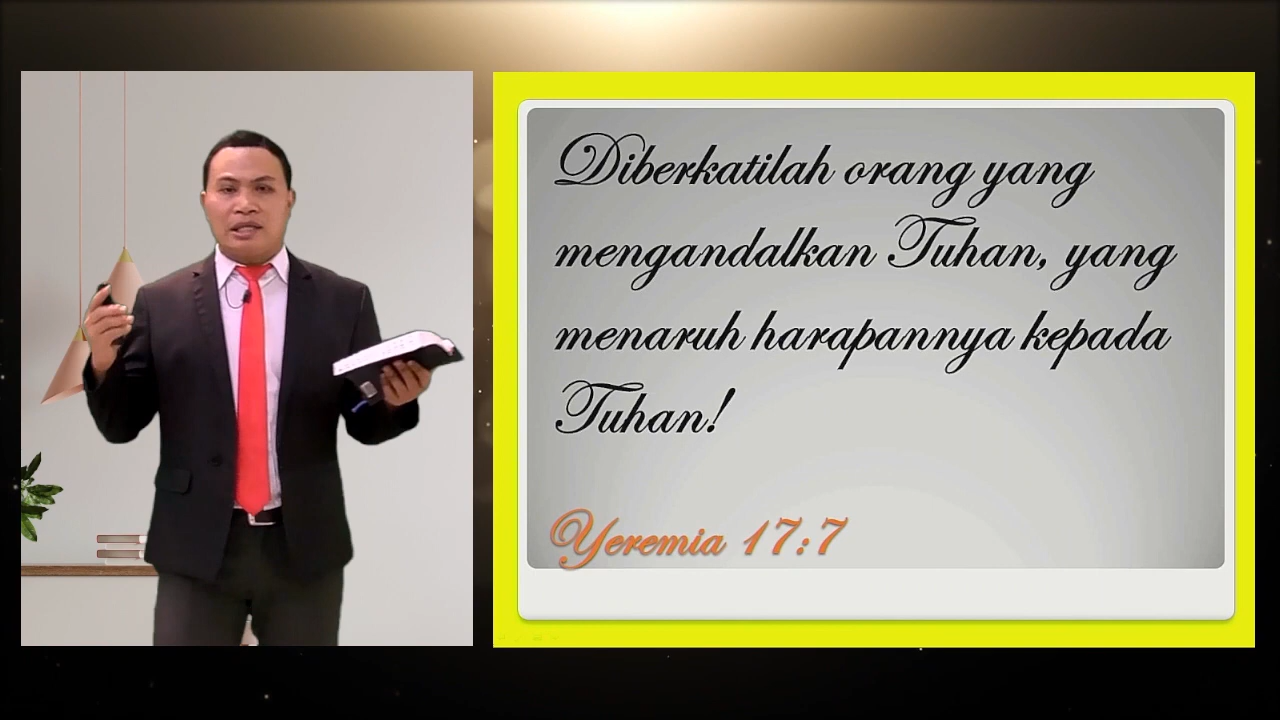 Diberkatilah orang yang
mengandalkan Tuhan, yang
menaruh harapannya kepada
Tuhan!
Yeremia 17:7